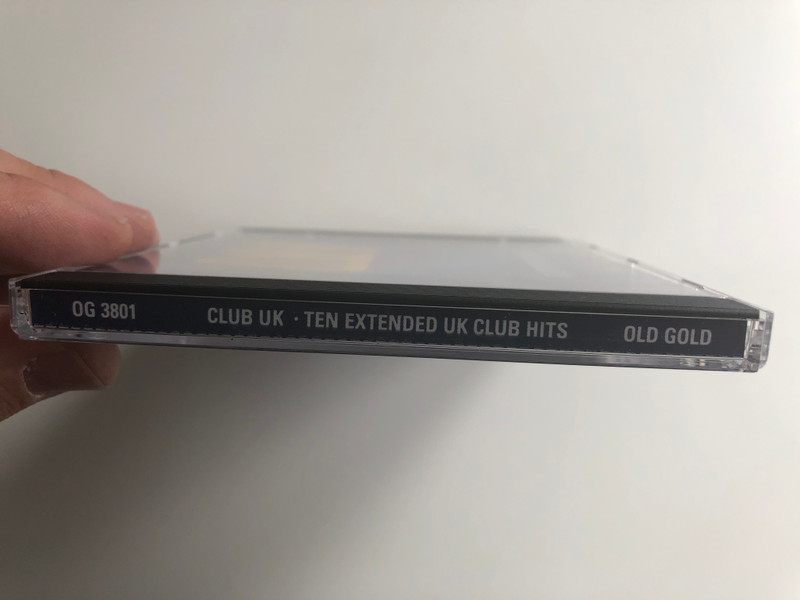 OG 3801 CLUB UK · TEN EXTENDED UK CLUB HITS OLD GOLD